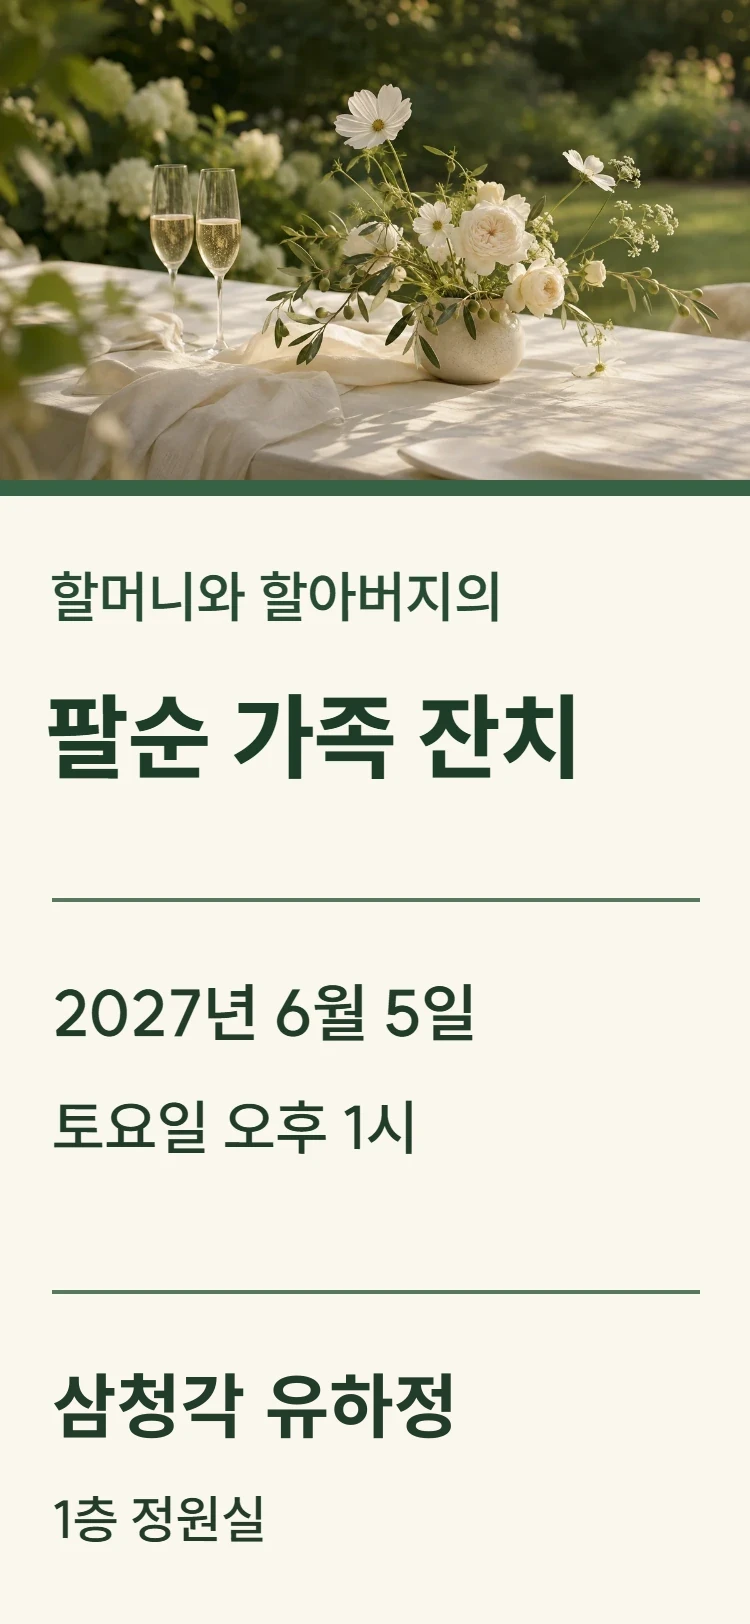 할머니와 할아버지의
팔순 가족 잔치
2027년 6월 5일
토요일 오후 1시
삼청각 유하정
1층 정원실